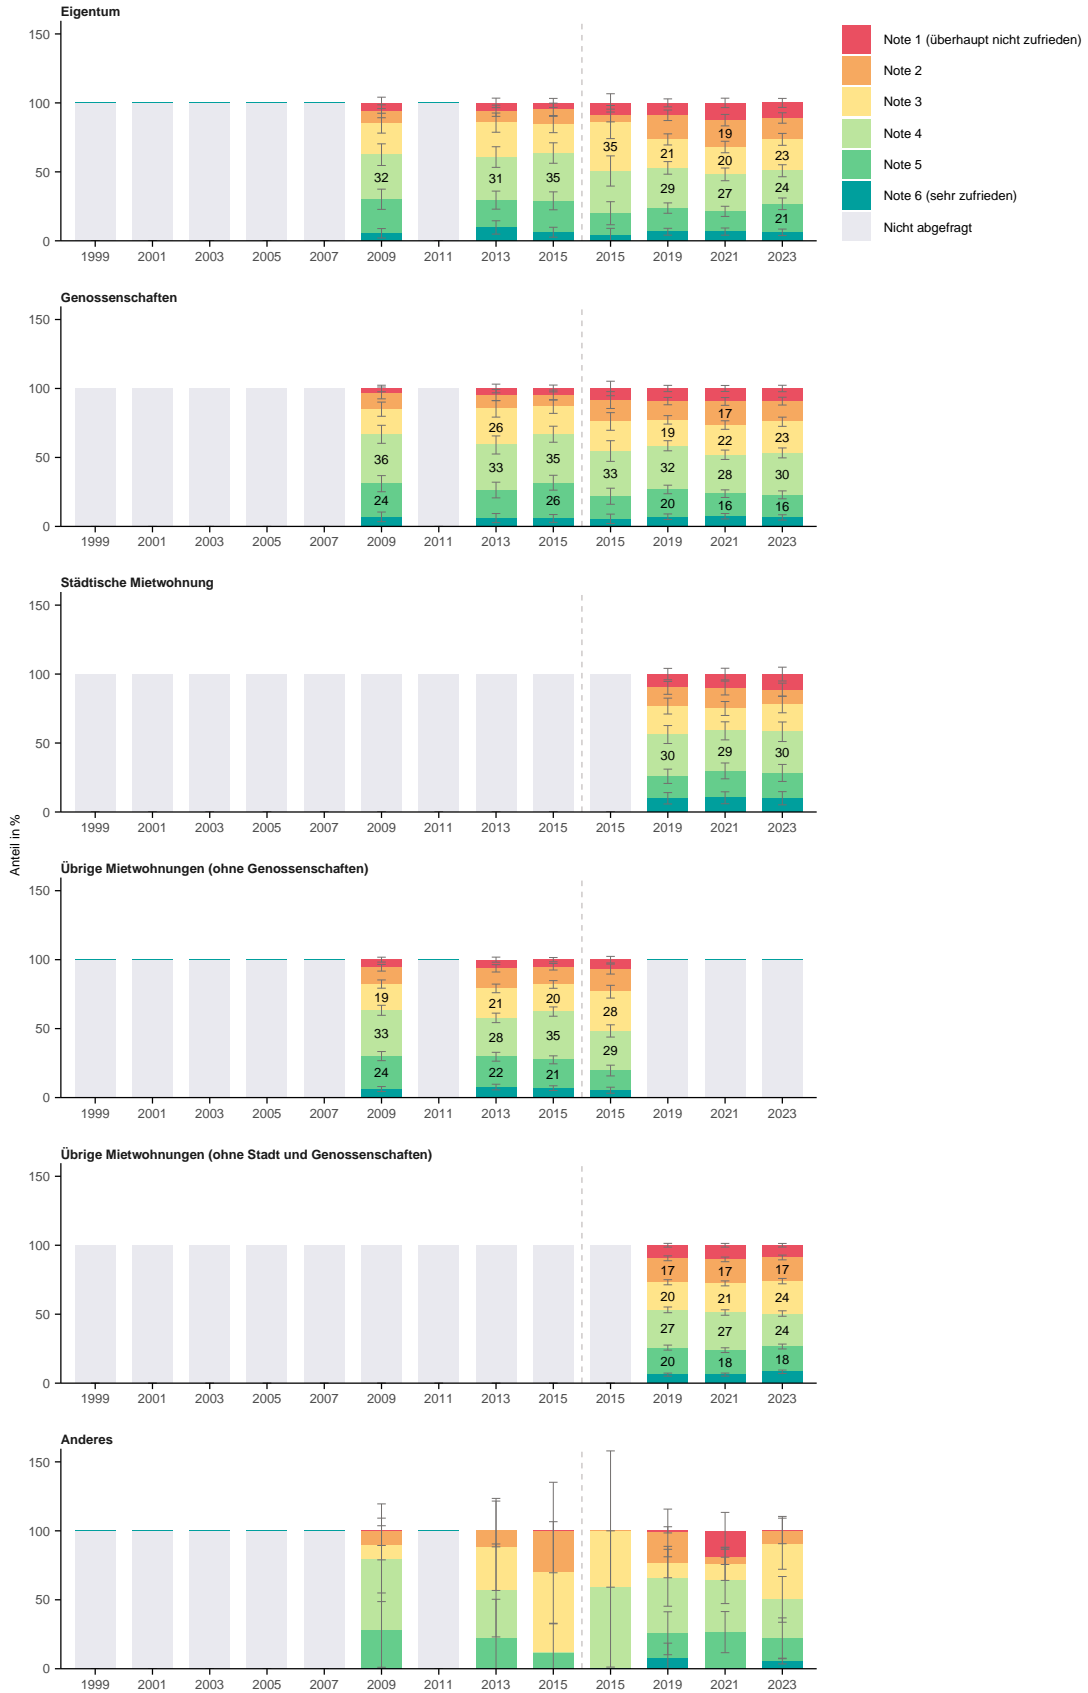 Eigentum
Note 1 (überhaupt nicht zufrieden)
Note 2
Note 3
Note 4
Note 5
Note 6 (sehr zufrieden)
Nicht abgefragt
150
100
50
0
19
35 21 20 23
32 31 35 29 27 24
21
1999 2001 2003 2005 2007 2009 2011 2013 2015 2015 2019 2021 2023
Genossenschaften
150
100
50
0
17
26 19 22 23
36 33 35 33 32 28 30
24 26 20 16 16
1999 2001 2003 2005 2007 2009 2011 2013 2015 2015 2019 2021 2023
Städtische Mietwohnung
150
100
50
0
30 29 30
1999 2001 2003 2005 2007 2009 2011 2013 2015 2015 2019 2021 2023
Anteil in %
Übrige Mietwohnungen (ohne Genossenschaften)
150
100
50
0
19 21 20 28
33 28 35 29
24 22 21
1999 2001 2003 2005 2007 2009 2011 2013 2015 2015 2019 2021 2023
Übrige Mietwohnungen (ohne Stadt und Genossenschaften)
150
100
50
0
17 17 17
20 21 24
27 27 24
20 18 18
1999 2001 2003 2005 2007 2009 2011 2013 2015 2015 2019 2021 2023
Anderes
150
100
50
0
1999 2001 2003 2005 2007 2009 2011 2013 2015 2015 2019 2021 2023